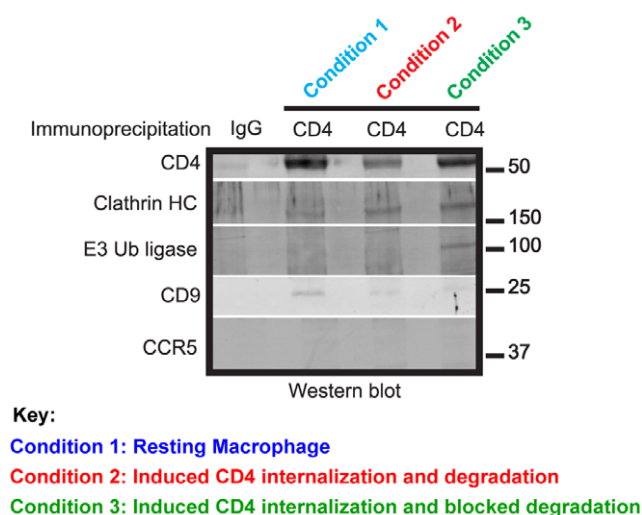 Condition 1
Condition 2
Condition 3
Immunoprecipitation IgG CD4 CD4 CD4
CD4
50
Clathrin HC
150
E3 Ub ligase
100
CD9
25
CCR5
37
Western blot
Key:
Condition 1: Resting Macrophage
Condition 2: Induced CD4 internalization and degradation
Condition 3: Induced CD4 internalization and blocked degradation